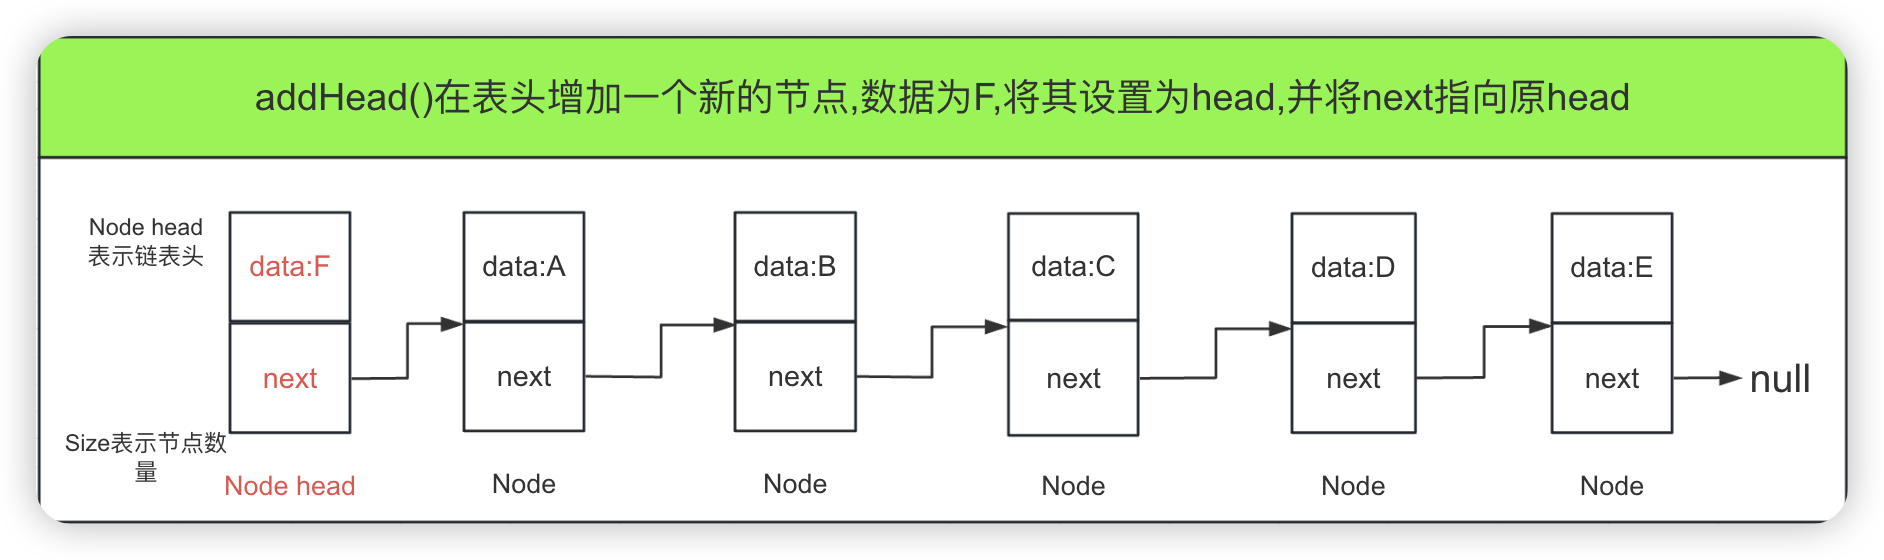 addHead()在表头增加一个新的节点,数据为F,将其设置为head,并将next指向原head
Node head
表示链表头
data:F
data:A
data:B
data:C
data:D
data:E
next
next
next
next
next
next
null
Size表示节点数
量
Node head
Node
Node
Node
Node
Node